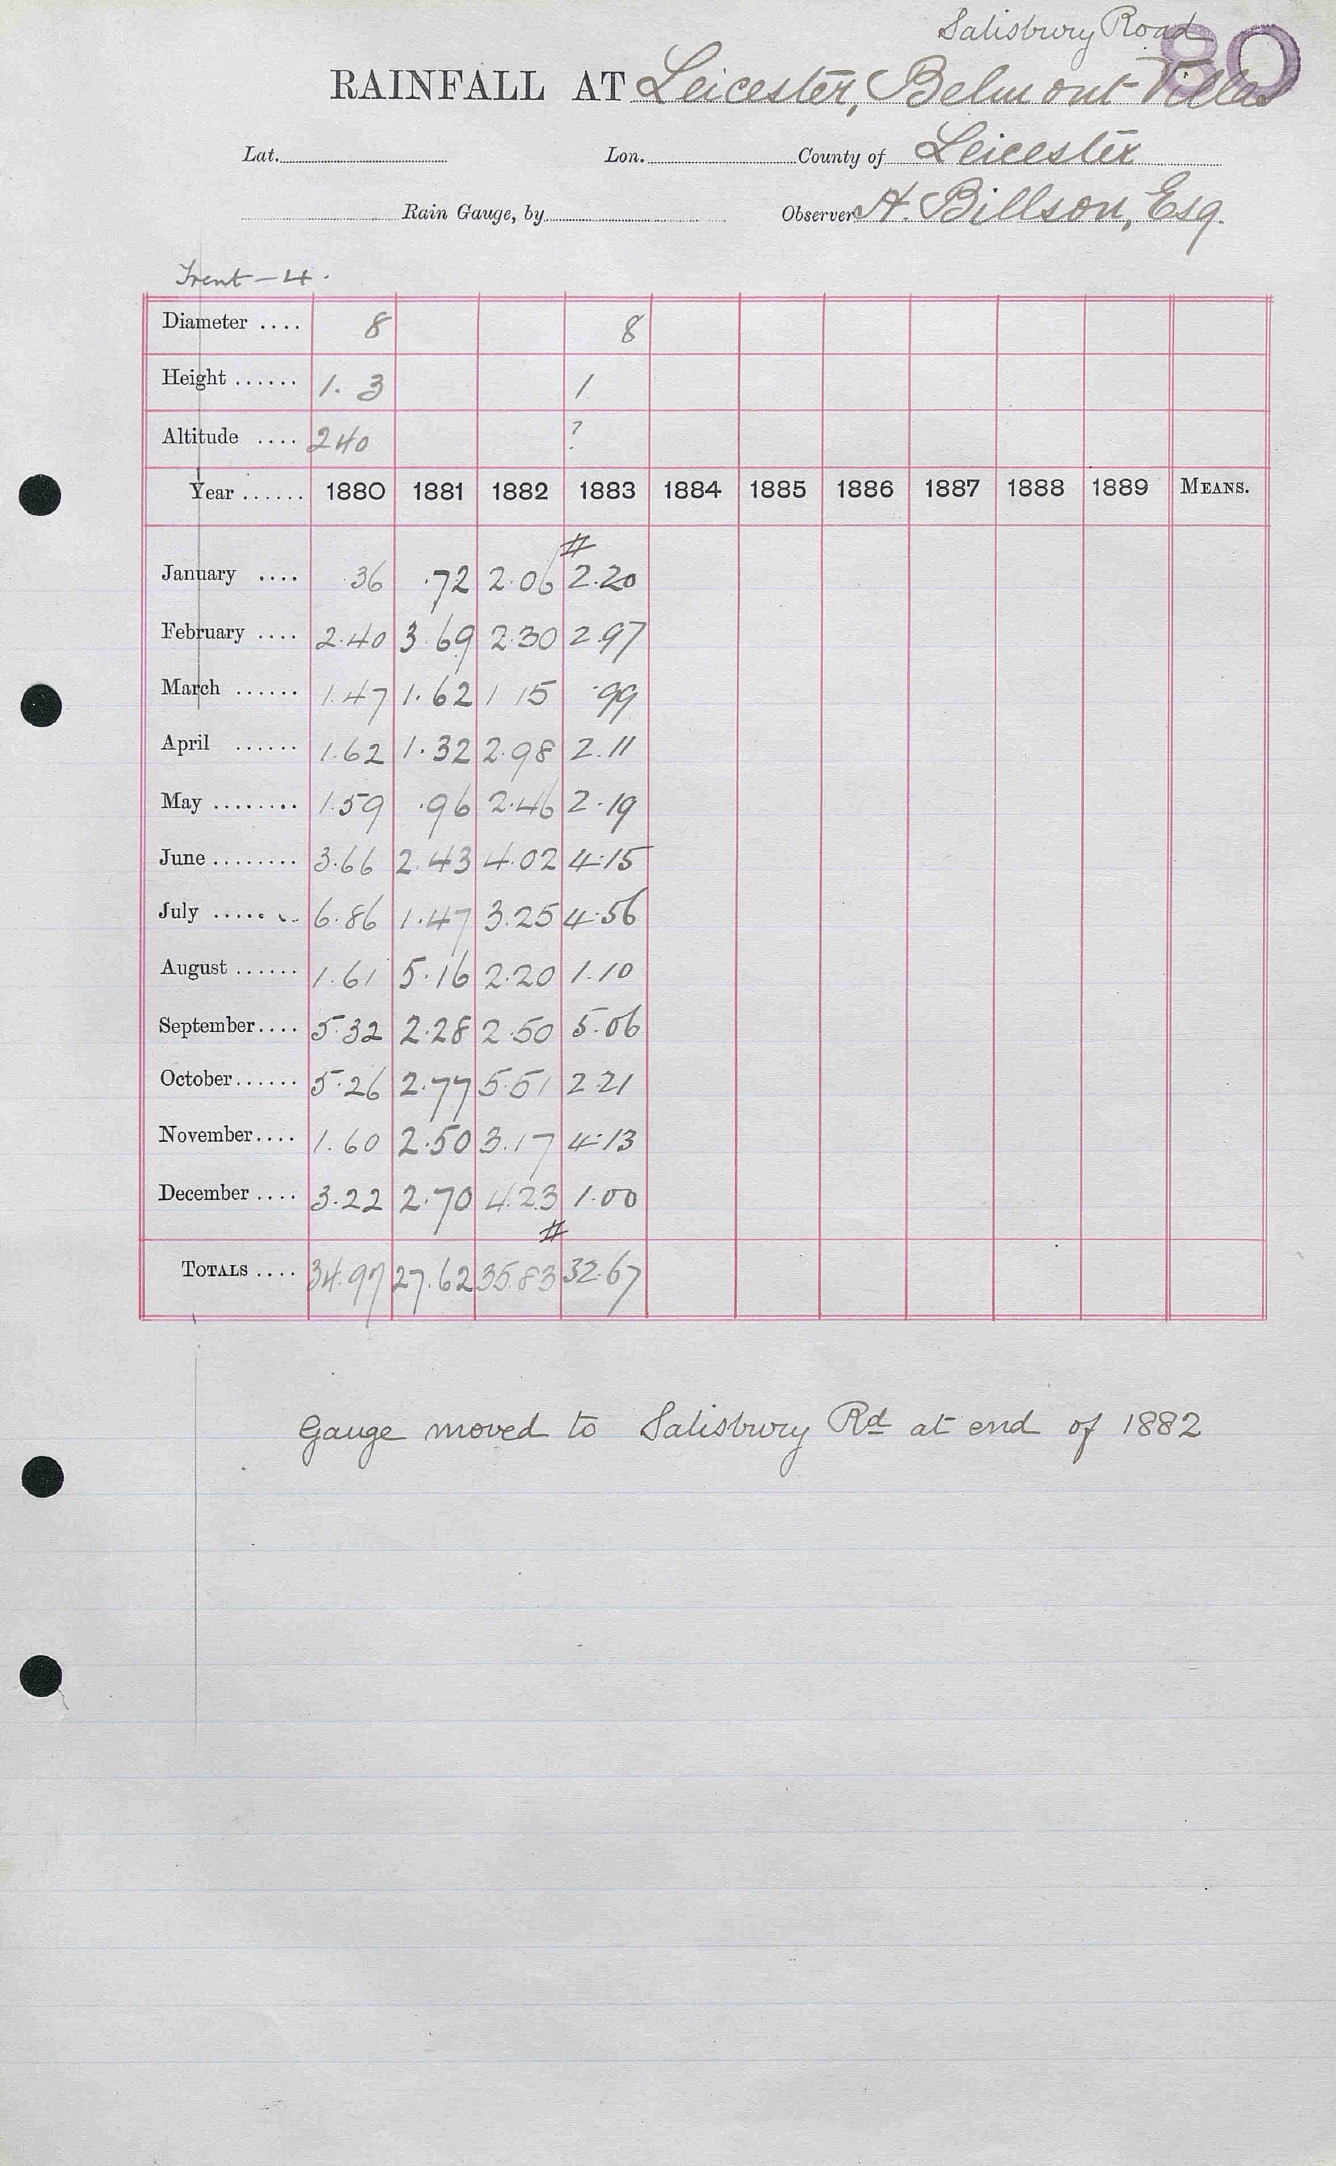 Salisbury Road
80
RAINFALL AT Leicester, Belmont Villas
Lat. Lon. County of Leicester
Rain Gauge, by Observer A. Billson, Esq.
Trent - 4.
Diameter .... 8 8
Height ...... 1. 3 1
Altitude .... 240 ?
Year ...... 1880 1881 1882 1883 1884 1885 1886 1887 1888 1889 MEANS.
#
January .... .36 .72 2.06 2.20
February .... 2.40 3.69 2.30 2.97
March ...... 1.47 1.62 1 15 .99
April ...... 1.62 1.32 2.98 2.11
May ........ 1.59 .96 2.46 2.19
June ........ 3.66 2.43 4.02 4.15
July ........ 6.86 1.47 3.25 4.56
August ...... 1.61 5.16 2.20 1.10
September.... 5.32 2.28 2.50 5.06
October...... 5.26 2.77 5.51 2.21
November.... 1.60 2.50 3.17 4.13
December .... 3.22 2.70 4.23 1.00
#
TOTALS .... 34.97 27.62 35.83 32.67
Gauge moved to Salisbury Rd at end of 1882